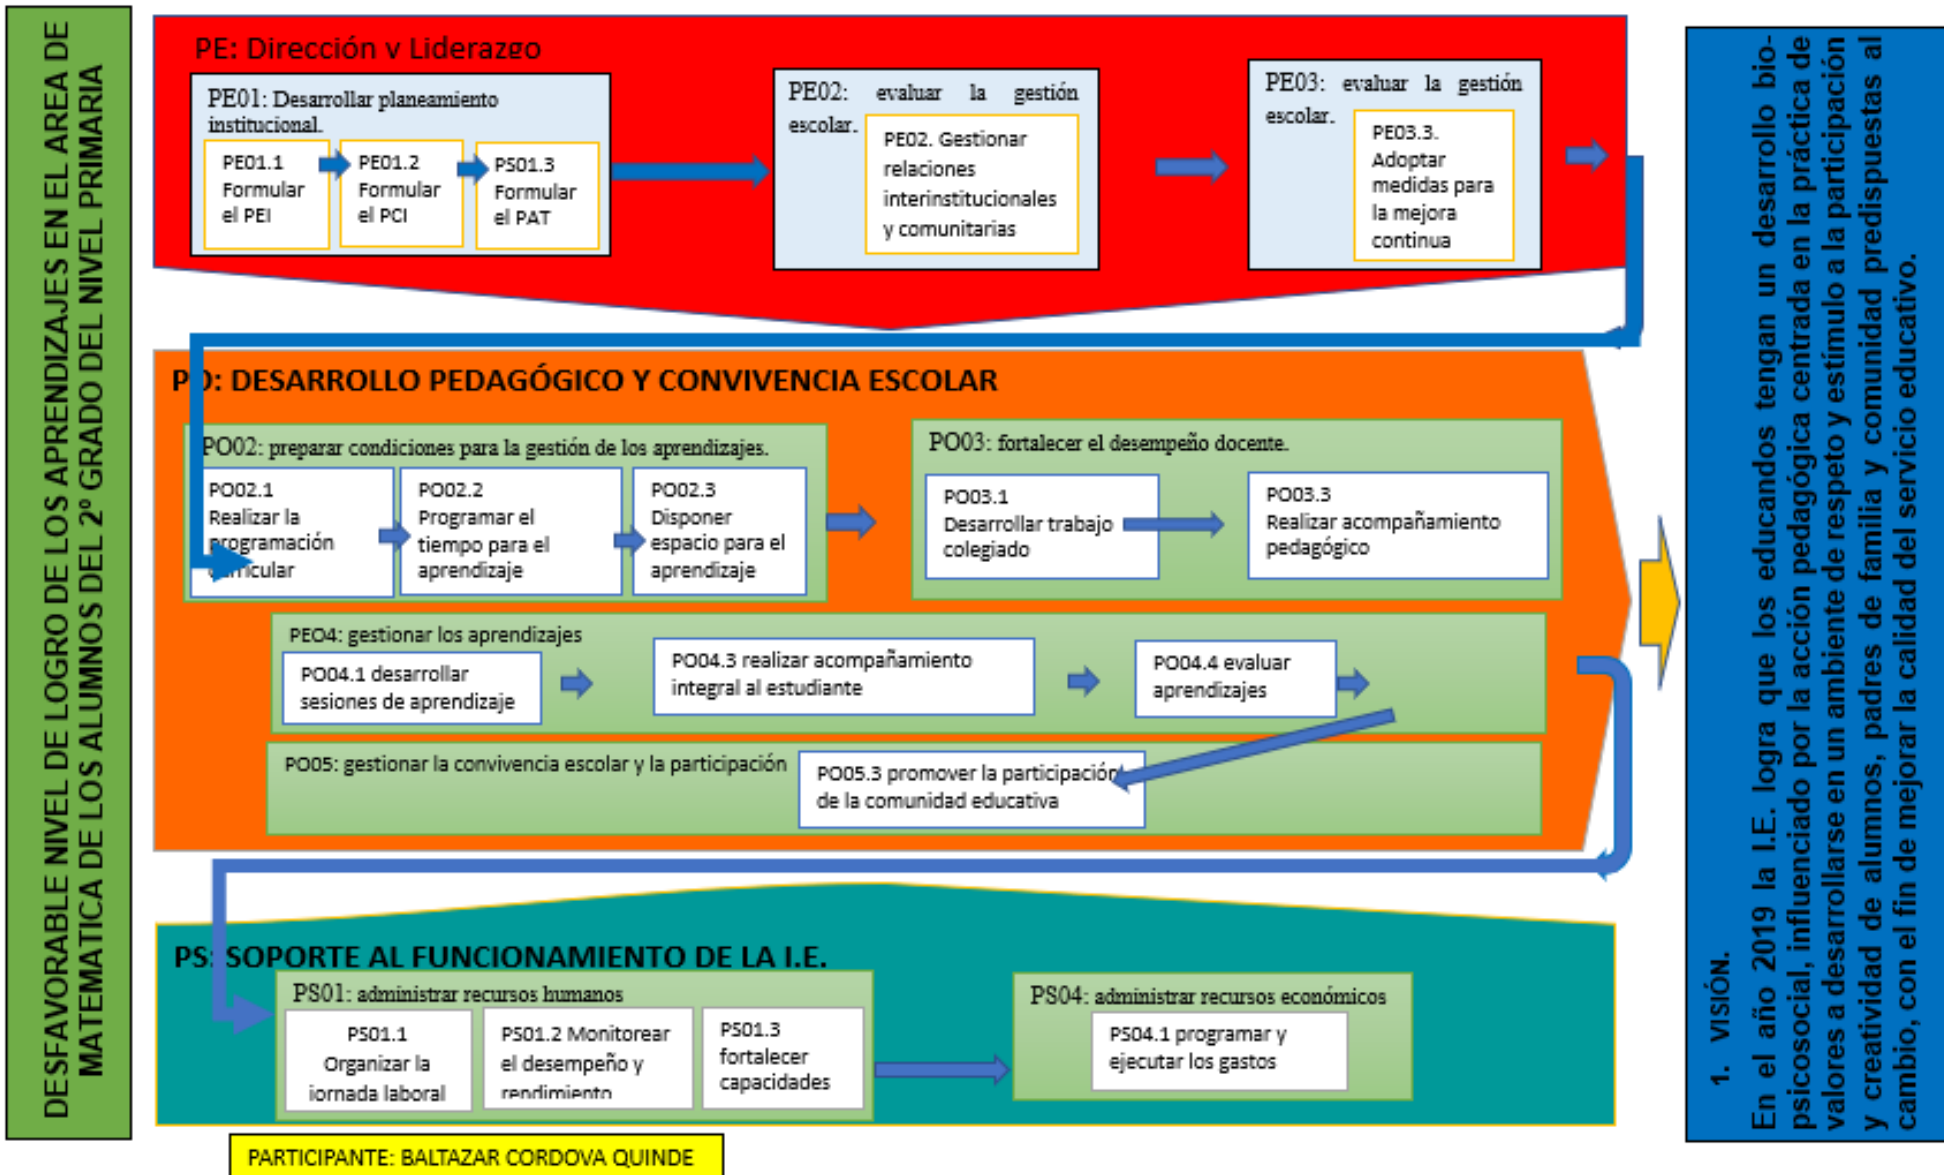 DESFAVORABLE NIVEL DE LOGRO DE LOS APRENDIZAJES EN EL AREA DE
MATEMATICA DE LOS ALUMNOS DEL 2º GRADO DEL NIVEL PRIMARIA
PE: Dirección y Liderazgo
PE01: Desarrollar planeamiento
institucional.
PE01.1
Formular
el PEI
PE01.2
Formular
el PCI
PS01.3
Formular
el PAT
PE02: evaluar la gestión
escolar.
PE02. Gestionar
relaciones
interinstitucionales
y comunitarias
PE03: evaluar la gestión
escolar.
PE03.3.
Adoptar
medidas para
la mejora
continua
PO: DESARROLLO PEDAGÓGICO Y CONVIVENCIA ESCOLAR
PO02: preparar condiciones para la gestión de los aprendizajes.
PO02.1
Realizar la
programación
curricular
PO02.2
Programar el
tiempo para el
aprendizaje
PO02.3
Disponer
espacio para el
aprendizaje
PO03: fortalecer el desempeño docente.
PO03.1
Desarrollar trabajo
colegiado
PO03.3
Realizar acompañamiento
pedagógico
PEO4: gestionar los aprendizajes
PO04.1 desarrollar
sesiones de aprendizaje
PO04.3 realizar acompañamiento
integral al estudiante
PO04.4 evaluar
aprendizajes
PO05: gestionar la convivencia escolar y la participación
PO05.3 promover la participación
de la comunidad educativa
PS: SOPORTE AL FUNCIONAMIENTO DE LA I.E.
PS01: administrar recursos humanos
PS01.1
Organizar la
jornada laboral
PS01.2 Monitorear
el desempeño y
rendimiento
PS01.3
fortalecer
capacidades
PS04: administrar recursos económicos
PS04.1 programar y
ejecutar los gastos
PARTICIPANTE: BALTAZAR CORDOVA QUINDE
1. VISIÓN.
En el año 2019 la I.E. logra que los educandos tengan un desarrollo bio-
psicosocial, influenciado por la acción pedagógica centrada en la práctica de
valores a desarrollarse en un ambiente de respeto y estímulo a la participación
y creatividad de alumnos, padres de familia y comunidad predispuestas al
cambio, con el fin de mejorar la calidad del servicio educativo.